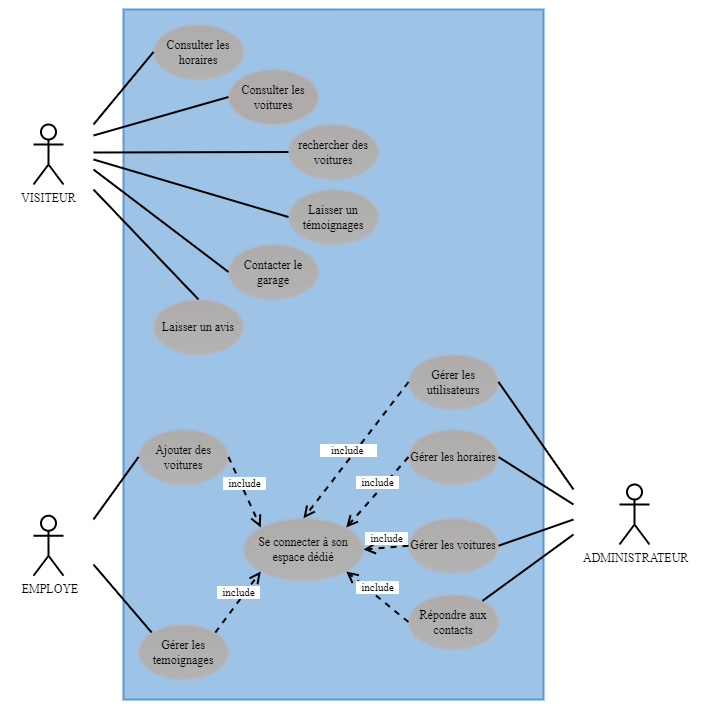 Consulter les
horaires
Consulter les
voitures
rechercher des
voitures
VISITEUR
Laisser un
témoignages
Contacter le
garage
Laisser un avis
Gérer les
utilisateurs
include
Ajouter des
voitures
Gérer les horaires
include
include
Se connecter à son
espace dédié
include
Gérer les voitures
ADMINISTRATEUR
EMPLOYE
include
include
Répondre aux
contacts
Gérer les
temoignages